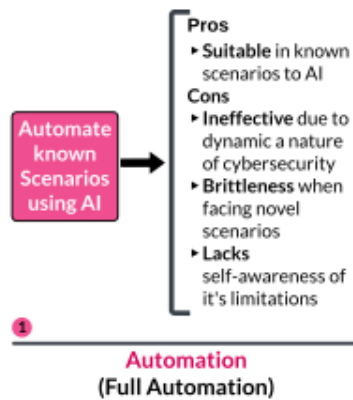 Pros
▸ Suitable in known
scenarios to AI
Cons
▸ Ineffective due to
dynamic a nature
of cybersecurity
▸ Brittleness when
facing novel
scenarios
▸ Lacks
self-awareness of
it's limitations
Automate
known
Scenarios
using AI
1
Automation
(Full Automation)